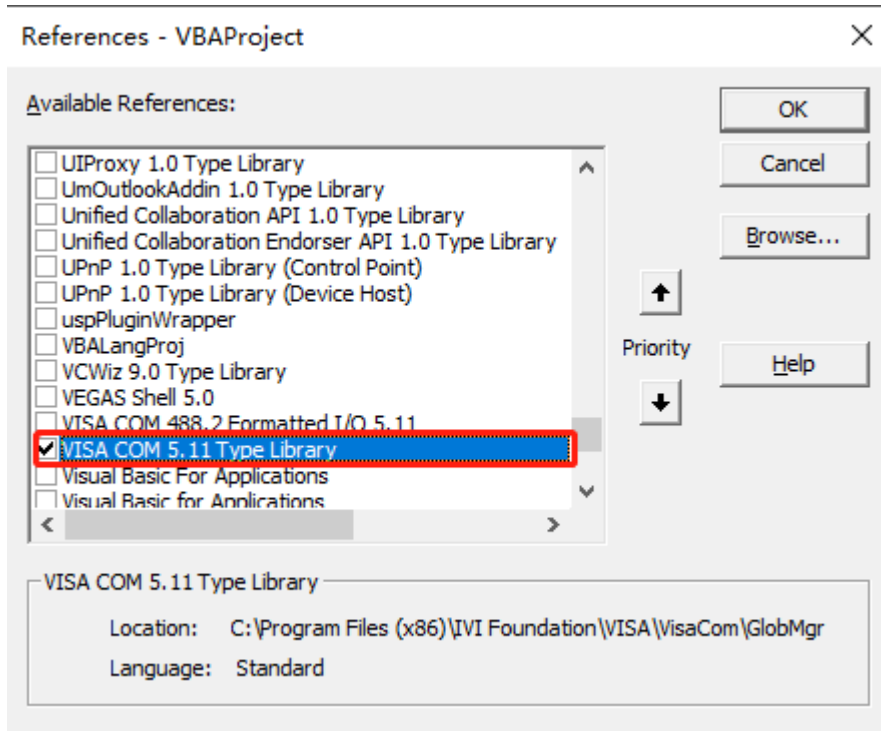 References - VBAProject
Available References:
OK
UIProxy 1.0 Type Library
Cancel
UmOutlookAddin 1.0 Type Library
Unified Collaboration API 1.0 Type Library
Unified Collaboration Endorser API 1.0 Type Library
Browse...
UPnP 1.0 Type Library (Control Point)
UPnP 1.0 Type Library (Device Host)
uspPluginWrapper
VBALangProj
Priority
VCWiz 9.0 Type Library
Help
VEGAS Shell 5.0
VISA COM 488.2 Formatted I/O 5.11
VISA COM 5.11 Type Library
Visual Basic For Applications
Visual Basic for Applications
VISA COM 5.11 Type Library
Location: C:\Program Files (x86)\IVI Foundation\VISA\VisaCom\GlobMgr
Language: Standard